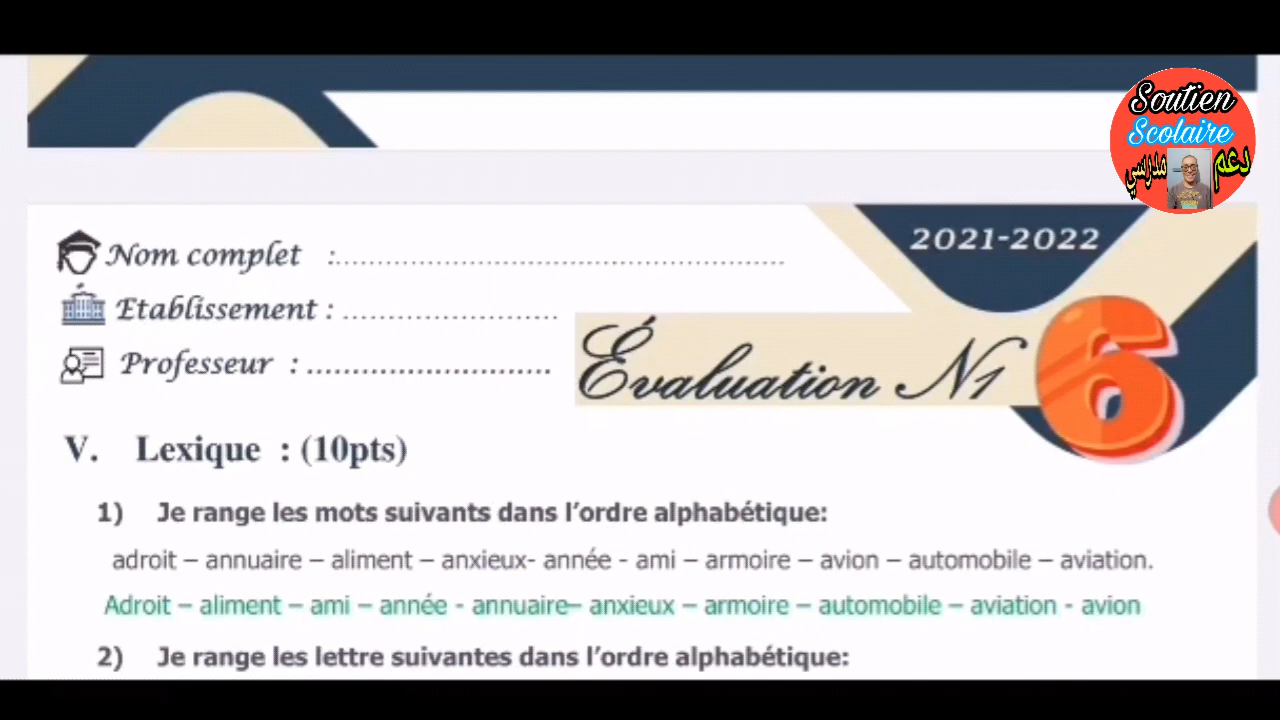 Soutien
Scolaire
دعم مدرسي
2021-2022
Nom complet :......................................................
Etablissement : ..........................
Professeur : ............................
Évaluation N1
6
V. Lexique : (10pts)
1) Je range les mots suivants dans l’ordre alphabétique:
adroit – annuaire – aliment – anxieux- année - ami – armoire – avion – automobile – aviation.
Adroit – aliment – ami – année - annuaire– anxieux – armoire – automobile – aviation - avion
2) Je range les lettre suivantes dans l’ordre alphabétique: